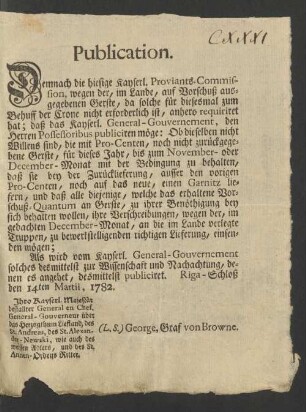 CXXXI
Publication.
Demnach die hiesige Kayserl. Proviants-Commis-
sion, wegen der, im Lande, auf Vorschuß aus-
gegebenen Gerste, da solche für diesesmal zum
Behuff der Crone nicht erforderlich ist, anhero requiriret
hat; daß das Kayserl. General-Gouvernement, den
Herren Possessoribus publiciren möge: Ob dieselben nicht
Willens sind, die mit Pro-Centen, noch nicht zurückgege-
bene Gerste, für dieses Jahr, bis zum November- oder
December-Monat mit der Bedingung zu behalten,
daß sie bey der Zurücklieferung, ausser den vorigen
Pro-Centen, noch auf das neue, einen Garnitz lie-
fern, und daß alle diejenige, welche das erhaltene Vor-
schuß-Quantum an Gerste, zu ihrer Benöthigung bey
sich behalten wollen, ihre Verschreibungen, wegen der, im
gedachten December-Monat, an die im Lande verlegte
Truppen, zu bewerkstelligenden richtigen Lieferung, einsen-
den mögen;
Als wird vom Kayserl. General-Gouvernement
solches desmittelst zur Wissenschaft und Nachachtung, de-
nen es angehet, desmittelst publiciret. Riga-Schloß
den 14ten Martii, 1782.
Ihro Kayserl. Majestät
bestallter General en Chef,
General-Gouverneur über
das Herzogthum Liefland, des
St. Andreas, des St. Alexan-
der-Newski, wie auch des
weissen Adlers, und des St.
Annen-Ordens Ritter,
(L.S.) George, Graf von Browne.